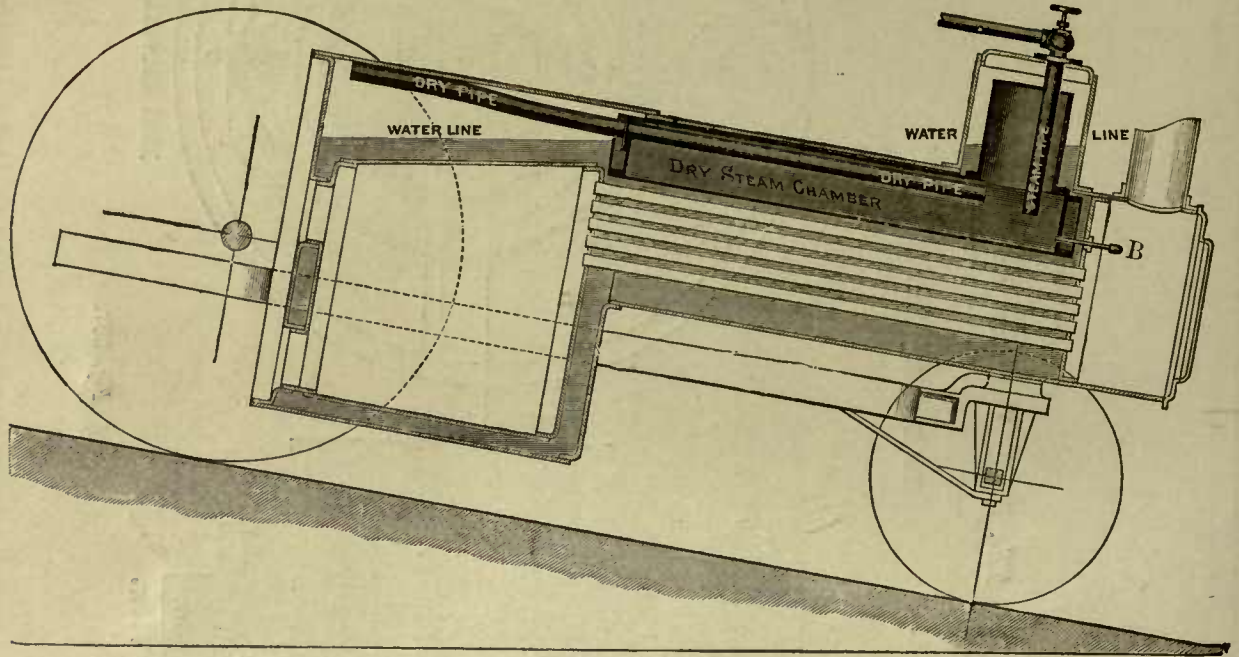 DRY PIPE
WATER LINE
WATER LINE
STEAM PIPE
DRY STEAM CHAMBER
DRY PIPE
B